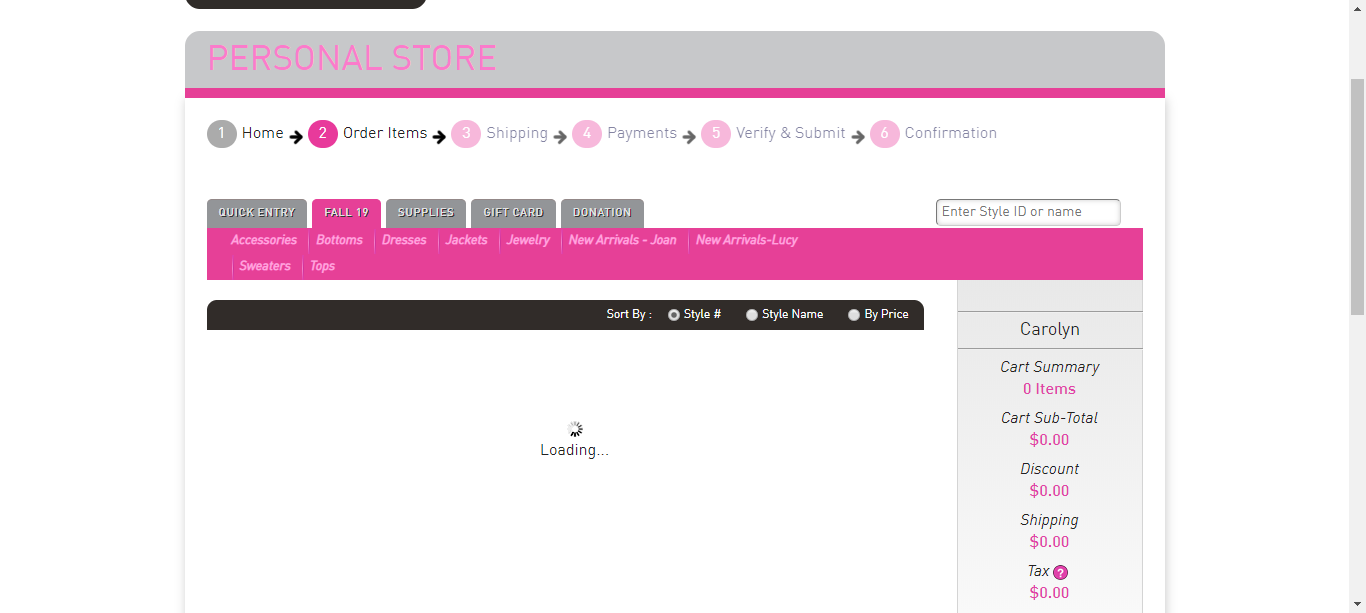 PERSONAL STORE
1 Home 2 Order Items 3 Shipping 4 Payments 5 Verify & Submit 6 Confirmation
QUICK ENTRY FALL 19 SUPPLIES GIFT CARD DONATION Enter Style ID or name
Accessories Bottoms Dresses Jackets Jewelry New Arrivals - Joan New Arrivals-Lucy
Sweaters Tops
Sort By : Style # Style Name By Price
Carolyn
Cart Summary
0 Items
Cart Sub-Total
$0.00
Discount
$0.00
Shipping
$0.00
Tax ?
$0.00
Loading...